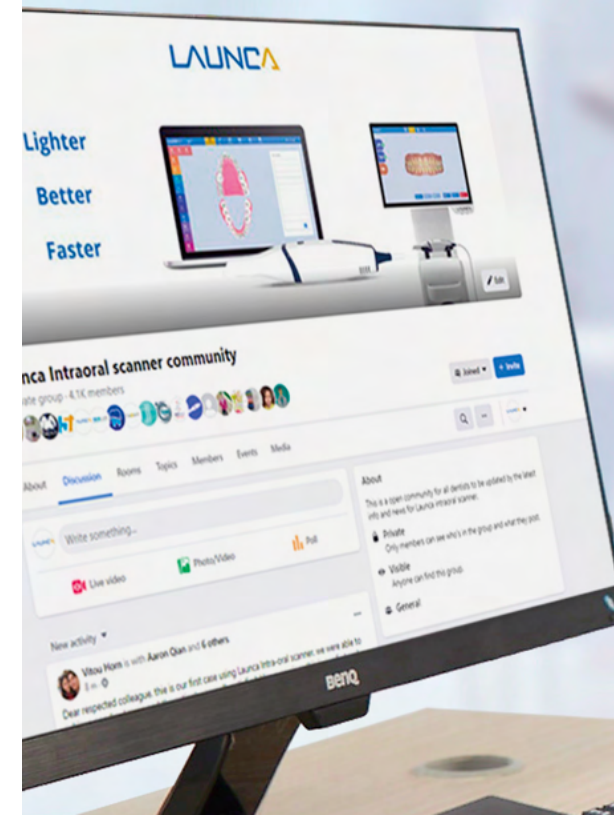 LAUNCA
Lighter
Better
Faster
Edit
nca Intraoral scanner community
ate group · 4.1K members
Joined
+ Invite
About Discussion Rooms Topics Members Events Media
Write something...
Live video
Photo/Video
Poll
About
This is a open community for all dentists to be updated by the latest
info and news for Launca intraoral scanner.
Private
Only members can see who's in the group and what they post.
Visible
Anyone can find this group.
General
New activity
Vitou Horn is with Aaron Qian and 6 others
Dear respected colleague, this is our first case using Launca Intra-oral scanner, we were able to
BenQ